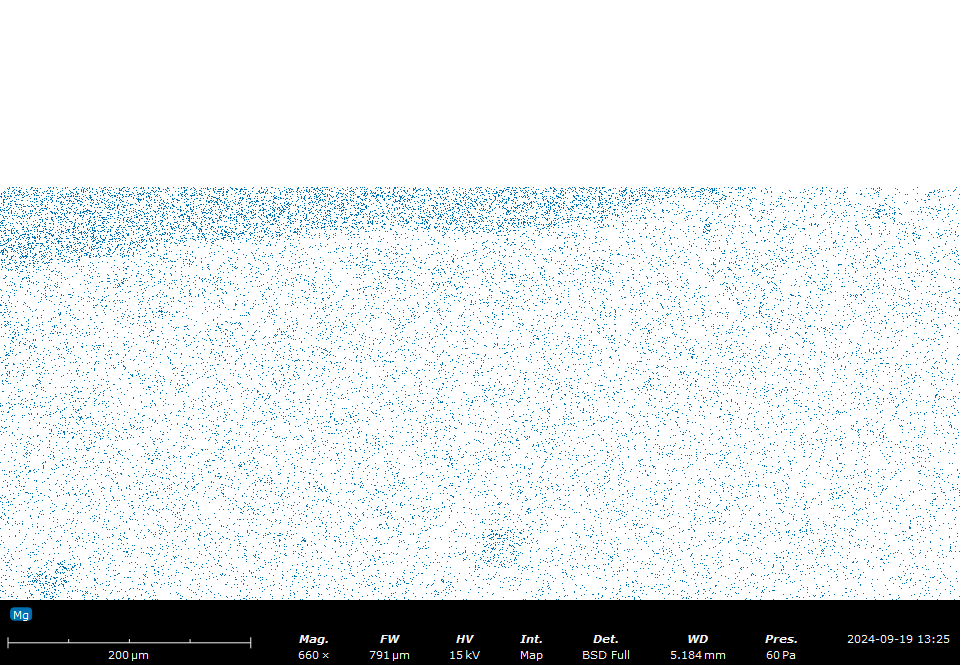 Mg
Mag. FW HV Int. Det. WD Pres. 2024-09-19 13:25
200 µm 660 × 791 µm 15 kV Map BSD Full 5.184 mm 60 Pa